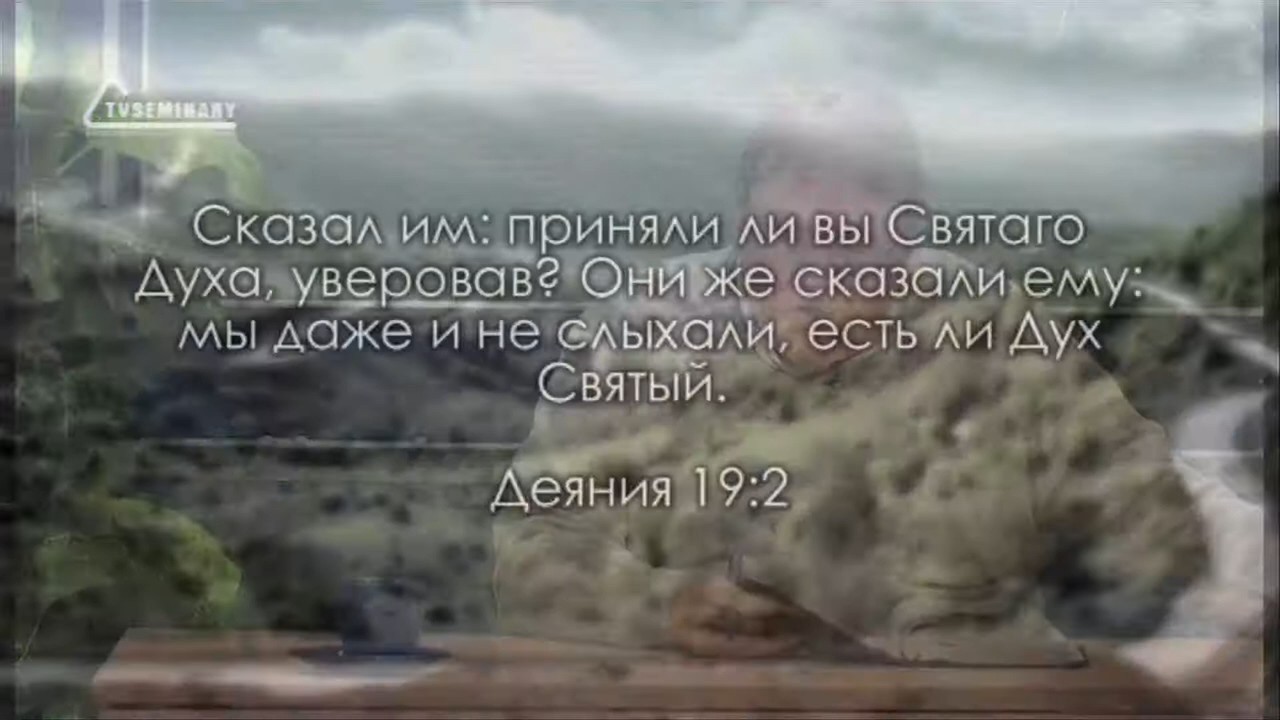 TVSEMINARY
Сказал им: приняли ли вы Святаго
Духа, уверовав? Они же сказали ему:
мы даже и не слыхали, есть ли Дух
Святый.
Деяния 19:2